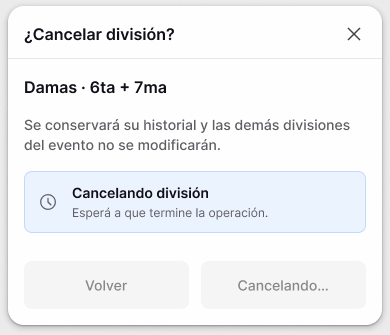 ¿Cancelar división?
Damas · 6ta + 7ma
Se conservará su historial y las demás divisiones
del evento no se modificarán.
Cancelando división
Esperá a que termine la operación.
Volver
Cancelando...